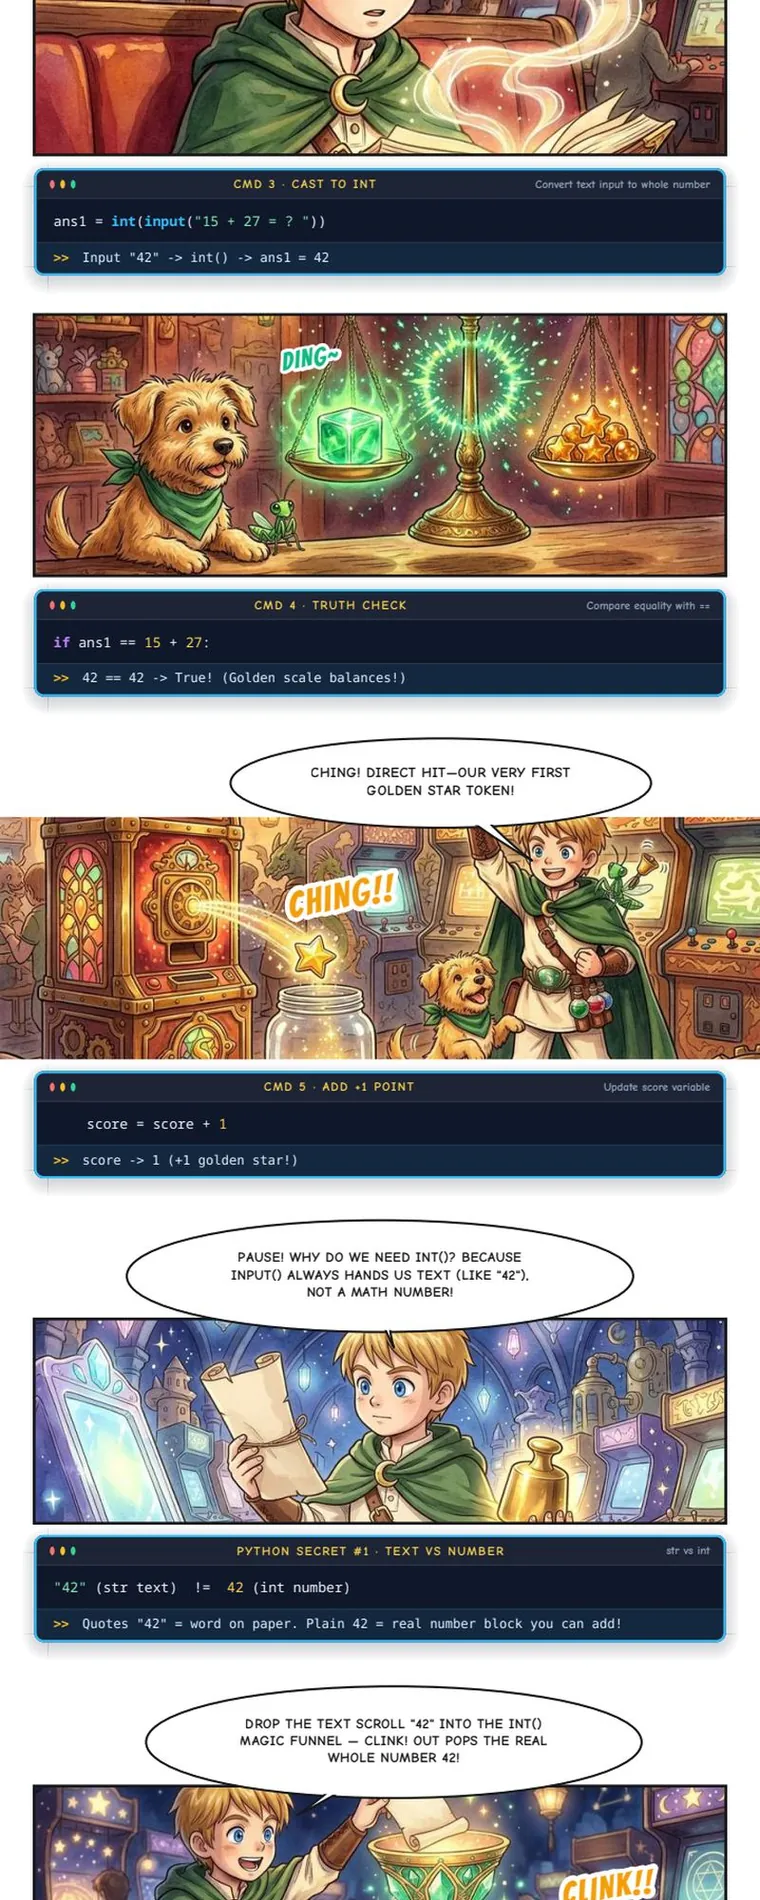 CMD 3 · CAST TO INT
Convert text input to whole number
ans1 = int(input("15 + 27 = ? "))
>> Input "42" -> int() -> ans1 = 42
DING~
CMD 4 · TRUTH CHECK
Compare equality with ==
if ans1 == 15 + 27:
>> 42 == 42 -> True! (Golden scale balances!)
CHING! DIRECT HIT—OUR VERY FIRST
GOLDEN STAR TOKEN!
CHING!!
CMD 5 · ADD +1 POINT
Update score variable
score = score + 1
>> score -> 1 (+1 golden star!)
PAUSE! WHY DO WE NEED INT()? BECAUSE
INPUT() ALWAYS HANDS US TEXT (LIKE "42"),
NOT A MATH NUMBER!
PYTHON SECRET #1 · TEXT VS NUMBER
str vs int
"42" (str text)  !=  42 (int number)
>> Quotes "42" = word on paper. Plain 42 = real number block you can add!
DROP THE TEXT SCROLL "42" INTO THE INT()
MAGIC FUNNEL — CLINK! OUT POPS THE REAL
WHOLE NUMBER 42!
CLINK!!